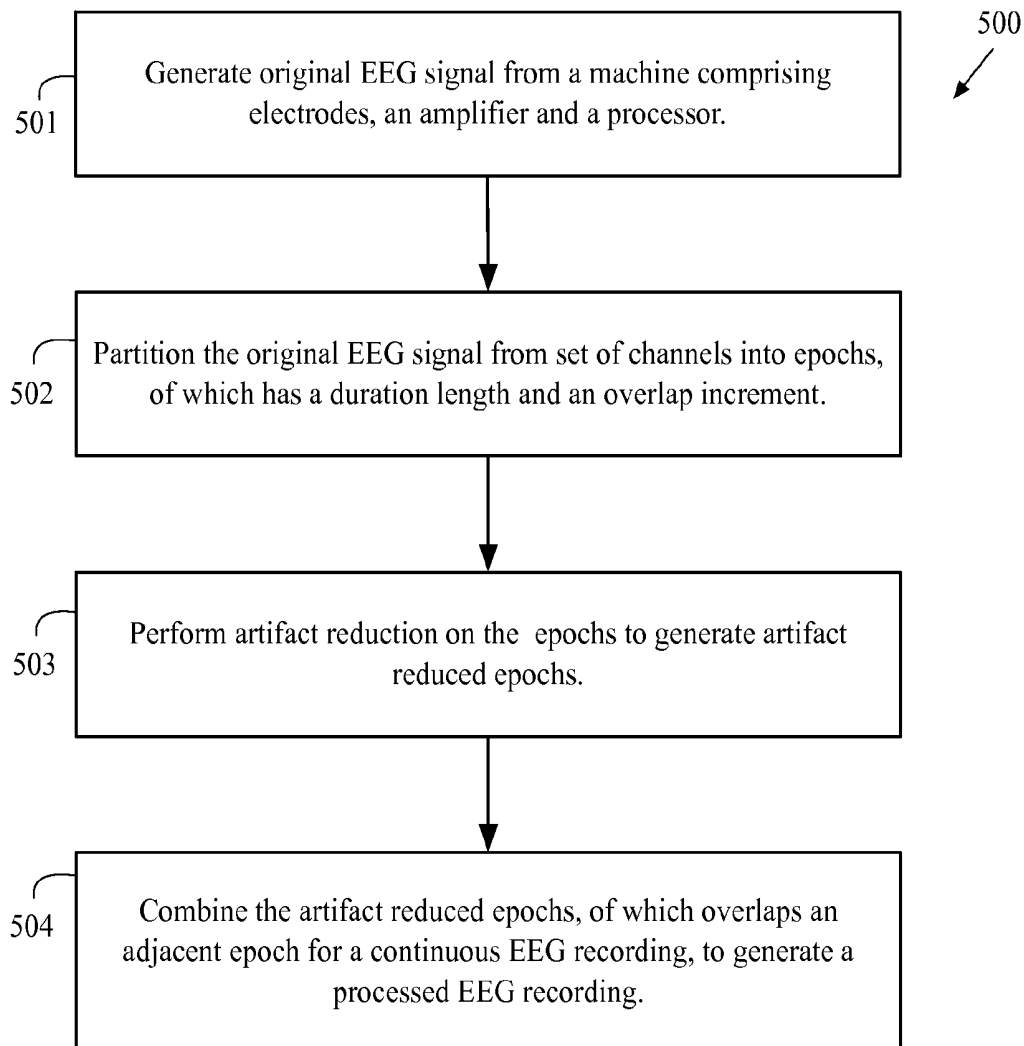 500
Generate original EEG signal from a machine comprising
electrodes, an amplifier and a processor.
501
Partition the original EEG signal from set of channels into epochs,
of which has a duration length and an overlap increment.
502
Perform artifact reduction on the epochs to generate artifact
reduced epochs.
503
Combine the artifact reduced epochs, of which overlaps an
adjacent epoch for a continuous EEG recording, to generate a
processed EEG recording.
504